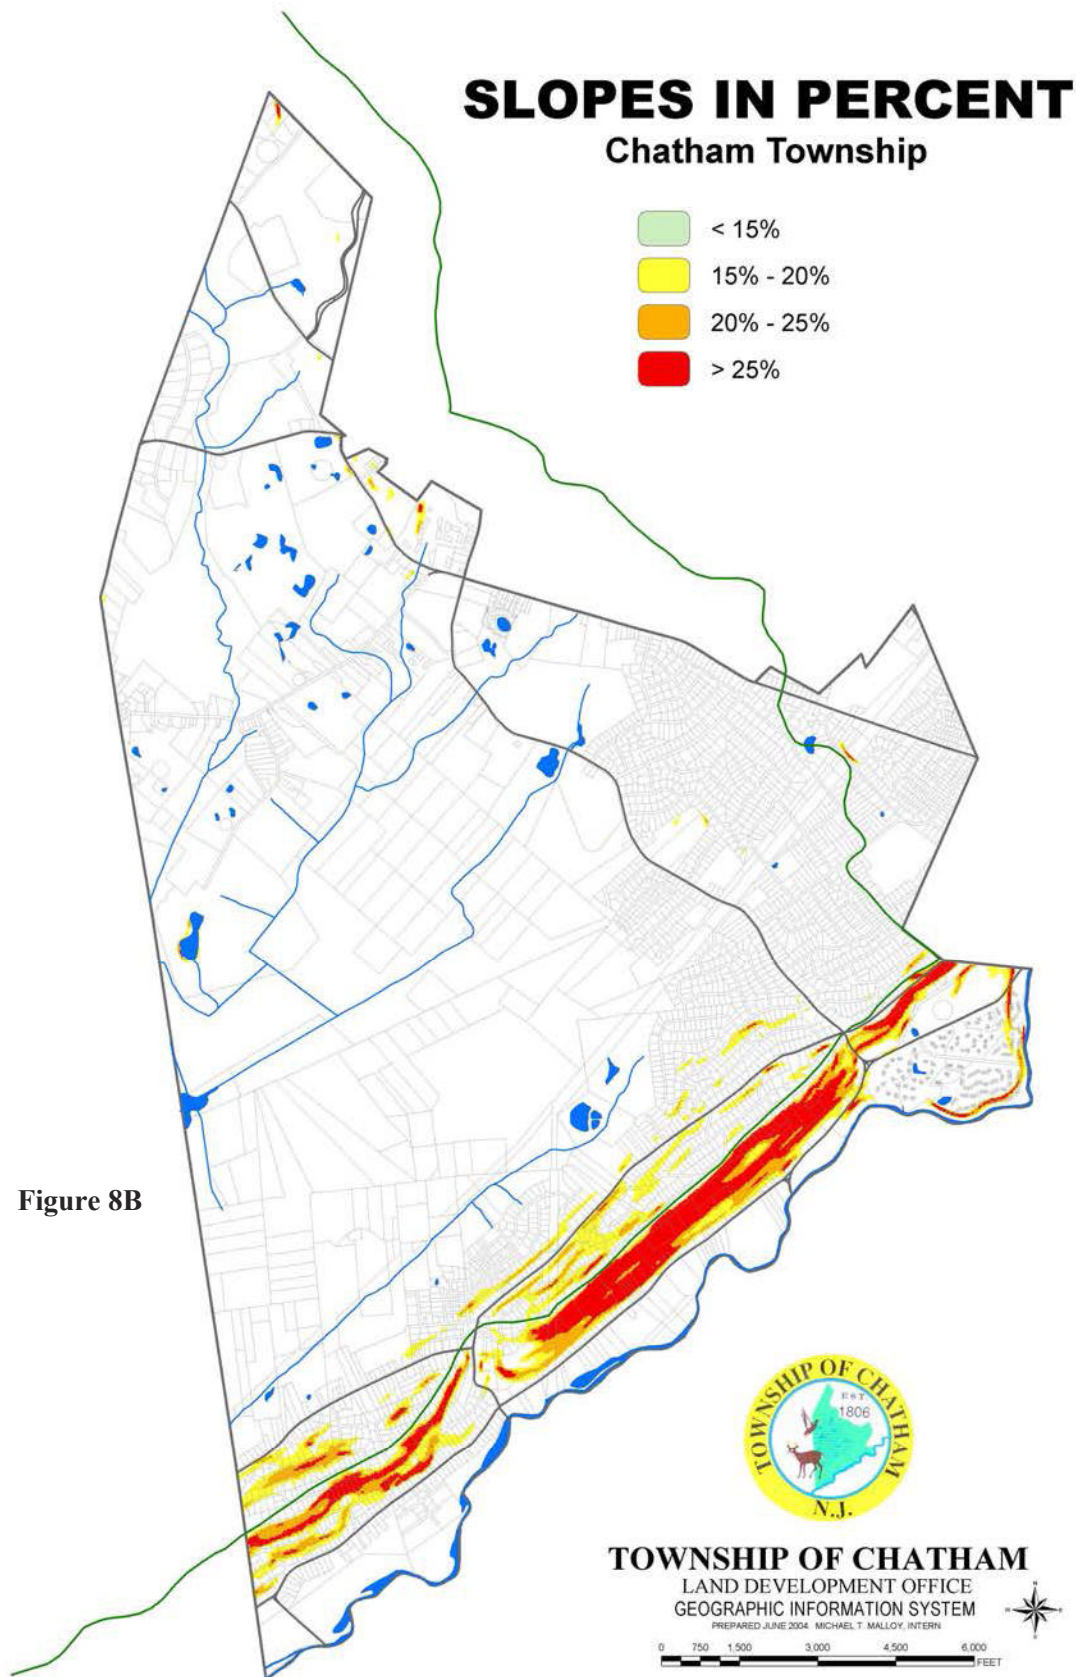 SLOPES IN PERCENT
Chatham Township
< 15%
15% - 20%
20% - 25%
> 25%
Figure 8B
TOWNSHIP OF CHATHAM
EST
1806
N.J.
TOWNSHIP OF CHATHAM
LAND DEVELOPMENT OFFICE
GEOGRAPHIC INFORMATION SYSTEM
PREPARED JUNE 2004 MICHAEL T. MALLOY, INTERN
0 750 1,500 3,000 4,500 6,000
FEET